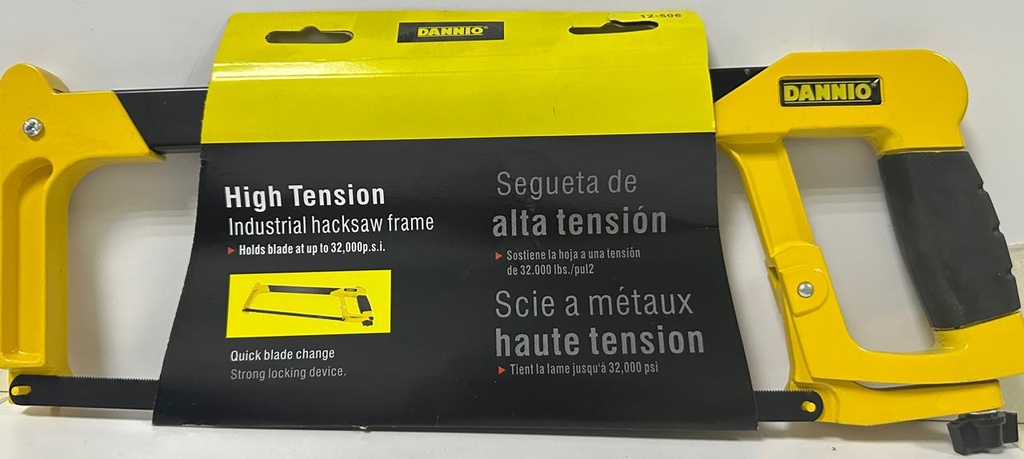 DANNIO
12-506
DANNIO
High Tension
Industrial hacksaw frame
Holds blade at up to 32,000p.s.i.
Quick blade change
Strong locking device.
Segueta de
alta tensión
Sostiene la hoja a una tensión
de 32.000 lbs./pul2
Scie a métaux
haute tension
Tient la lame jusqu'à 32,000 psi